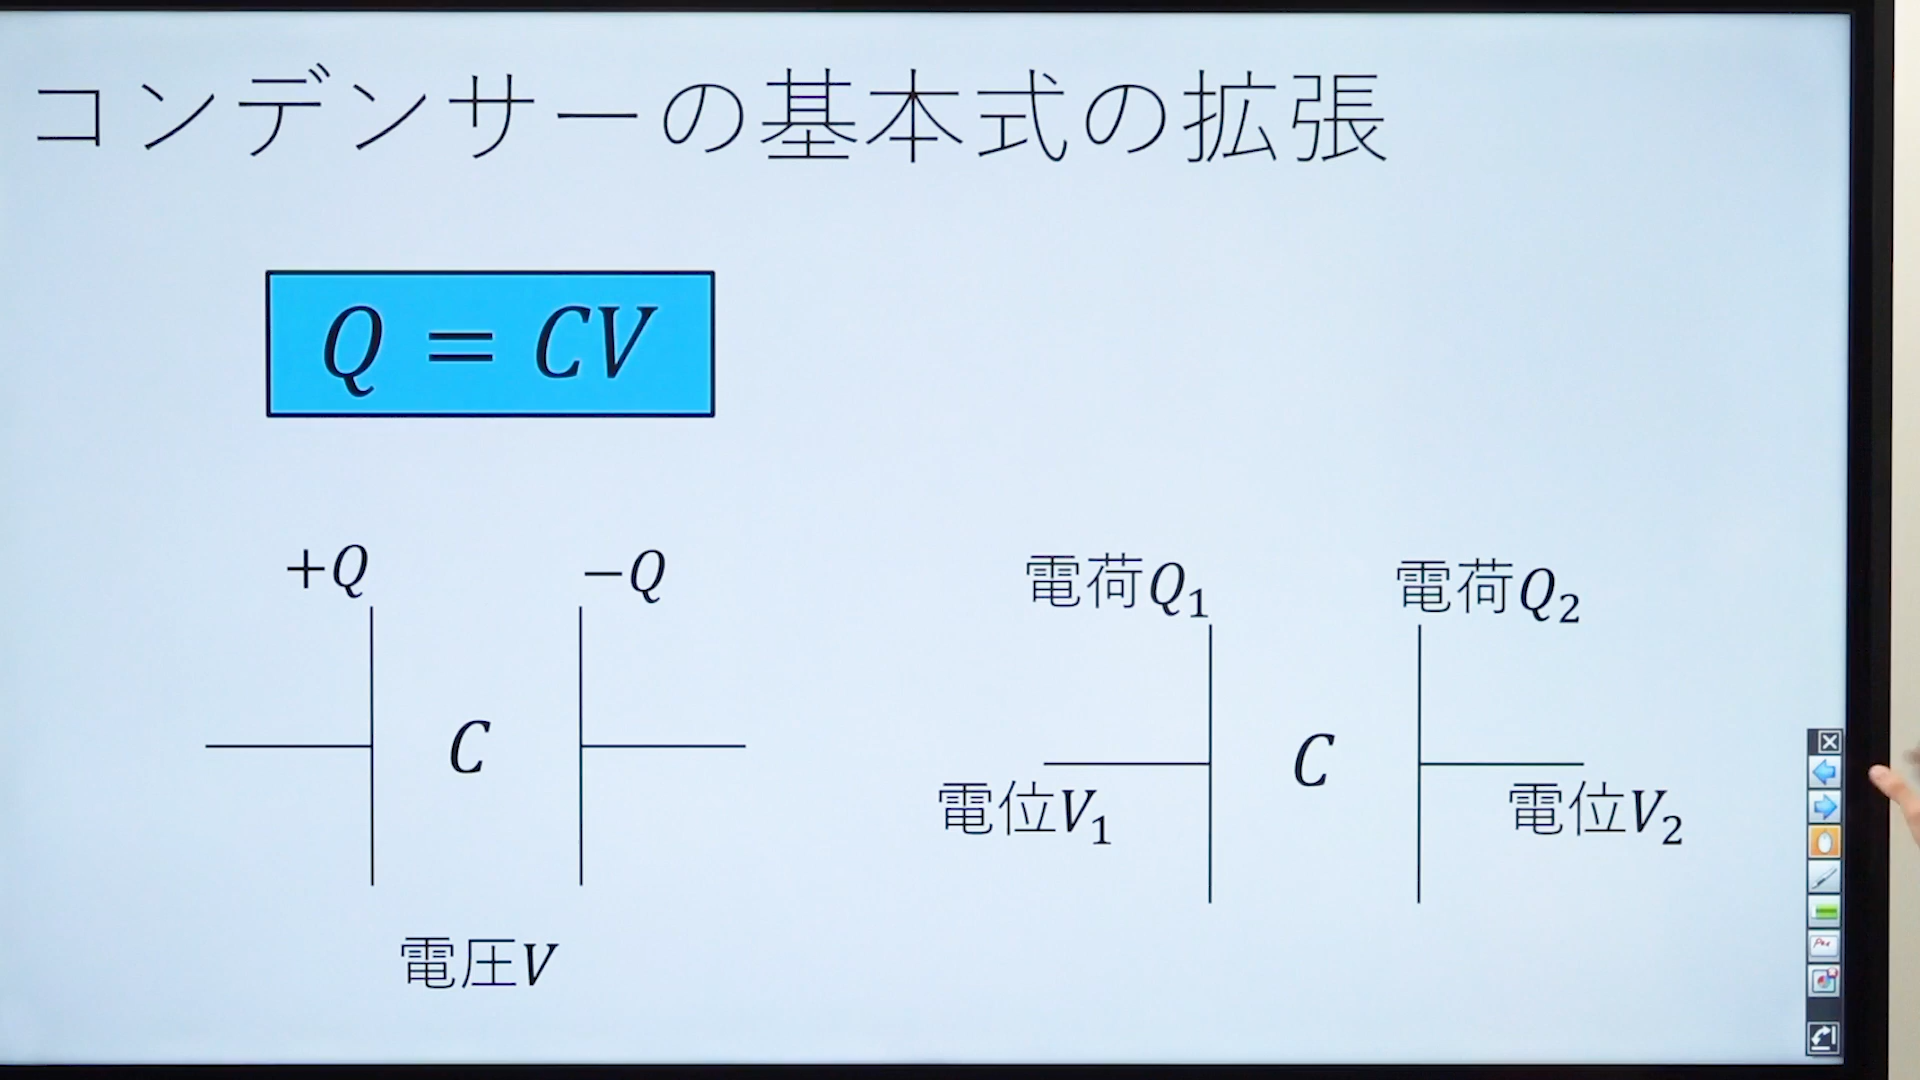 コンデンサーの基本式の拡張
Q = CV
+Q
−Q
C
電圧V
電荷Q₁
電荷Q₂
C
電位V₁
電位V₂